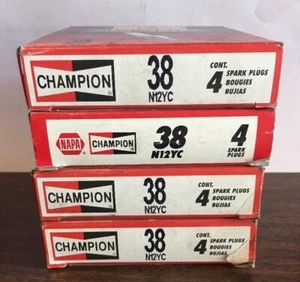 CHAMPION
38
N12YC
CONT.
4 SPARK PLUGS
BOUGIES
BUJIAS
NAPA
CHAMPION
38
N12YC
4
SPARK
PLUGS
CHAMPION
38
N12YC
CONT.
4 SPARK PLUGS
BOUGIES
BUJIAS
CHAMPION
38
N12YC
CONT.
4 SPARK PLUGS
BOUGIES
BUJIAS